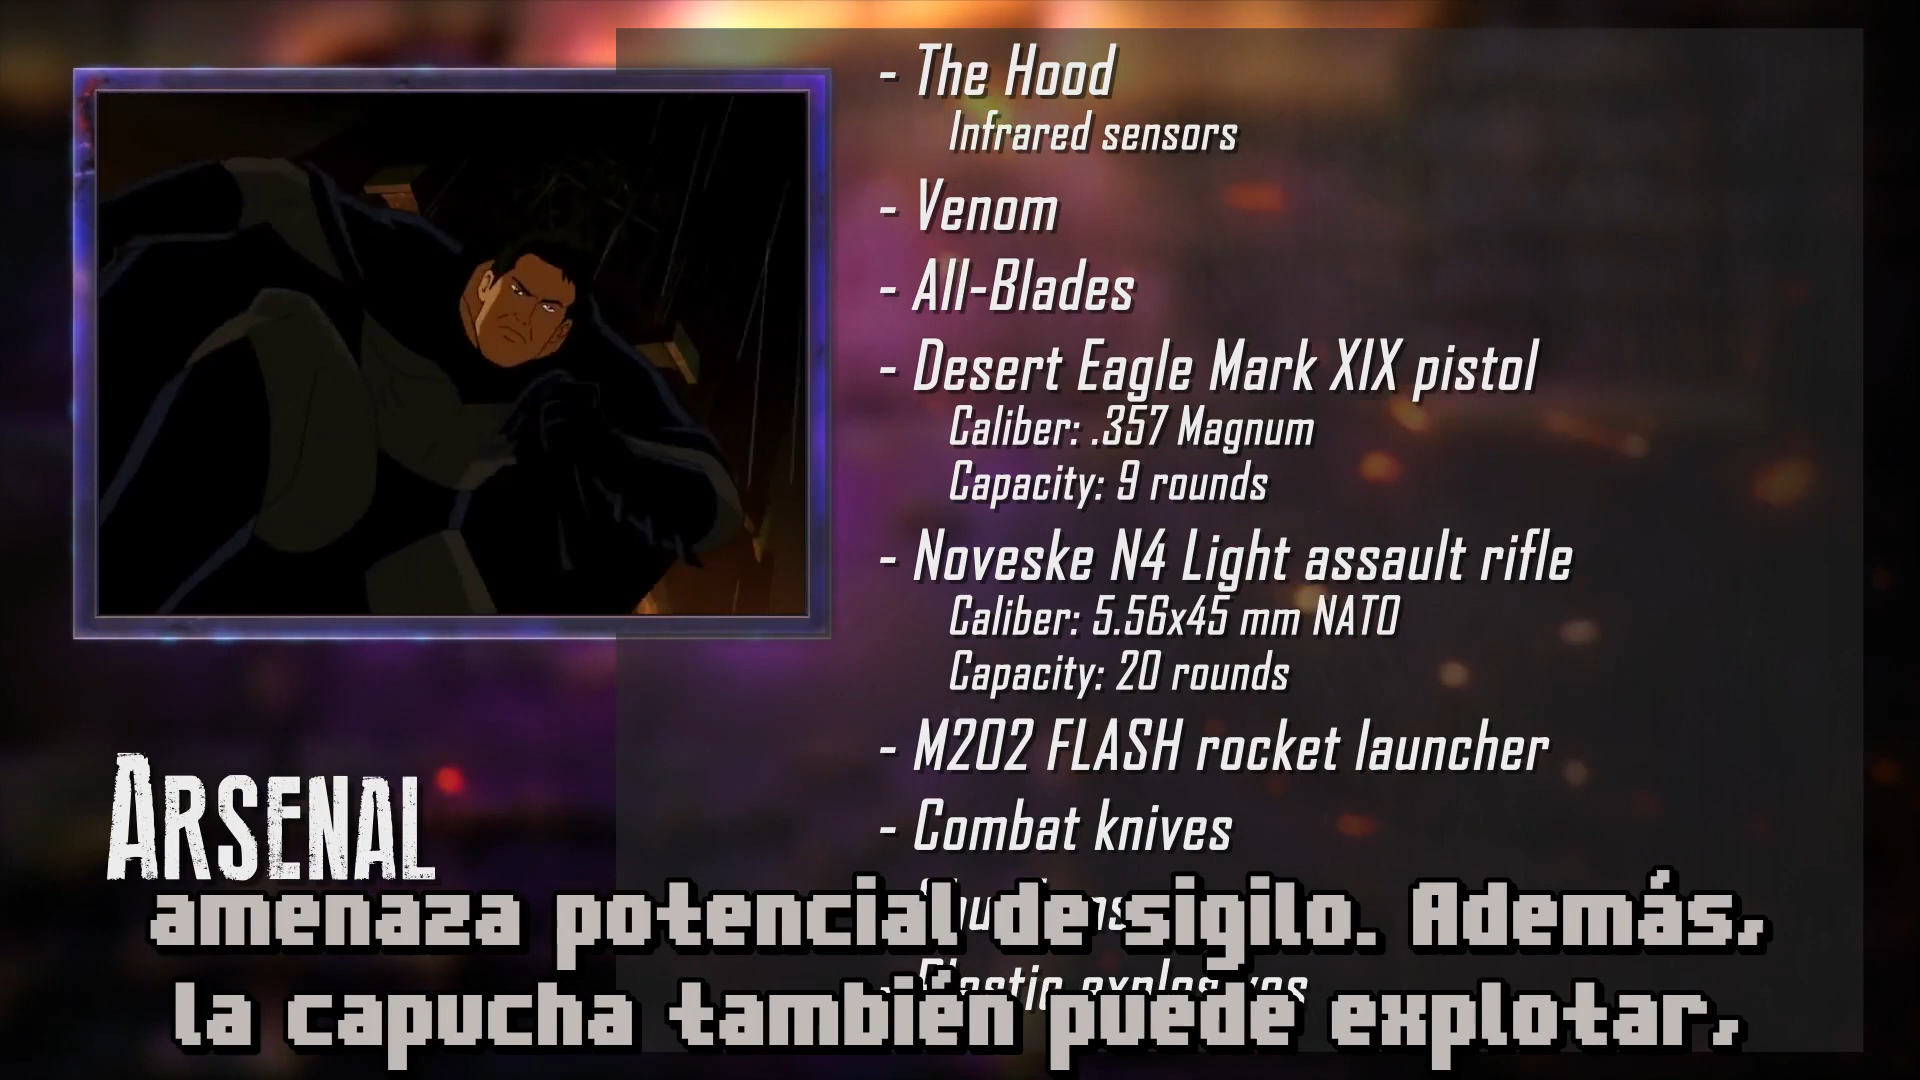 - The Hood
Infrared sensors
- Venom
- All-Blades
- Desert Eagle Mark XIX pistol
Caliber: .357 Magnum
Capacity: 9 rounds
- Noveske N4 Light assault rifle
Caliber: 5.56x45 mm NATO
Capacity: 20 rounds
- M202 FLASH rocket launcher
- Combat knives
- Plastic explosives
Arsenal
amenaza potencial de sigilo. Además,
la capucha también puede explotar,